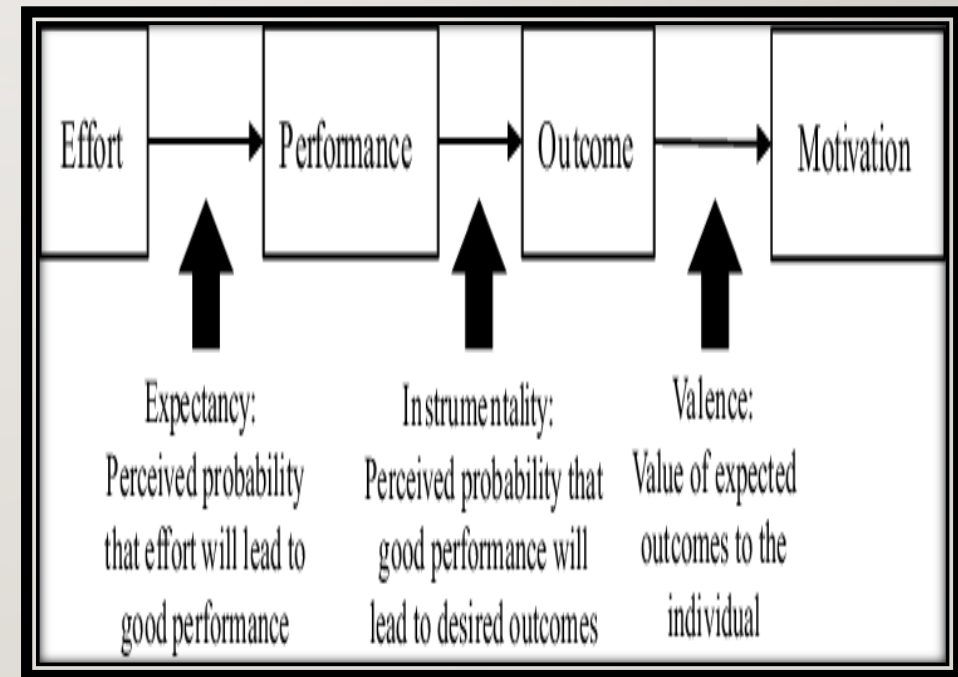 Effort
Performance
Outcome
Motivation
Expectancy:
Perceived probability
that effort will lead to
good performance
Instrumentality:
Perceived probability that
good performance will
lead to desired outcomes
Valence:
Value of expected
outcomes to the
individual